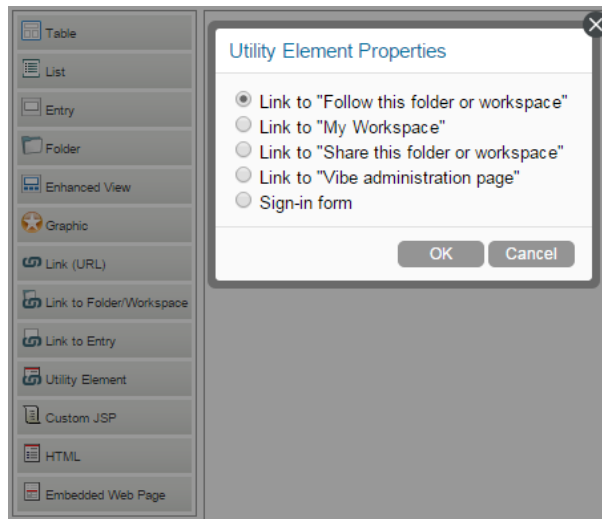 Table
List
Entry
Folder
Enhanced View
Graphic
Link (URL)
Link to Folder/Workspace
Link to Entry
Utility Element
Custom JSP
HTML
Embedded Web Page
Utility Element Properties
Link to "Follow this folder or workspace"
Link to "My Workspace"
Link to "Share this folder or workspace"
Link to "Vibe administration page"
Sign-in form
OK Cancel